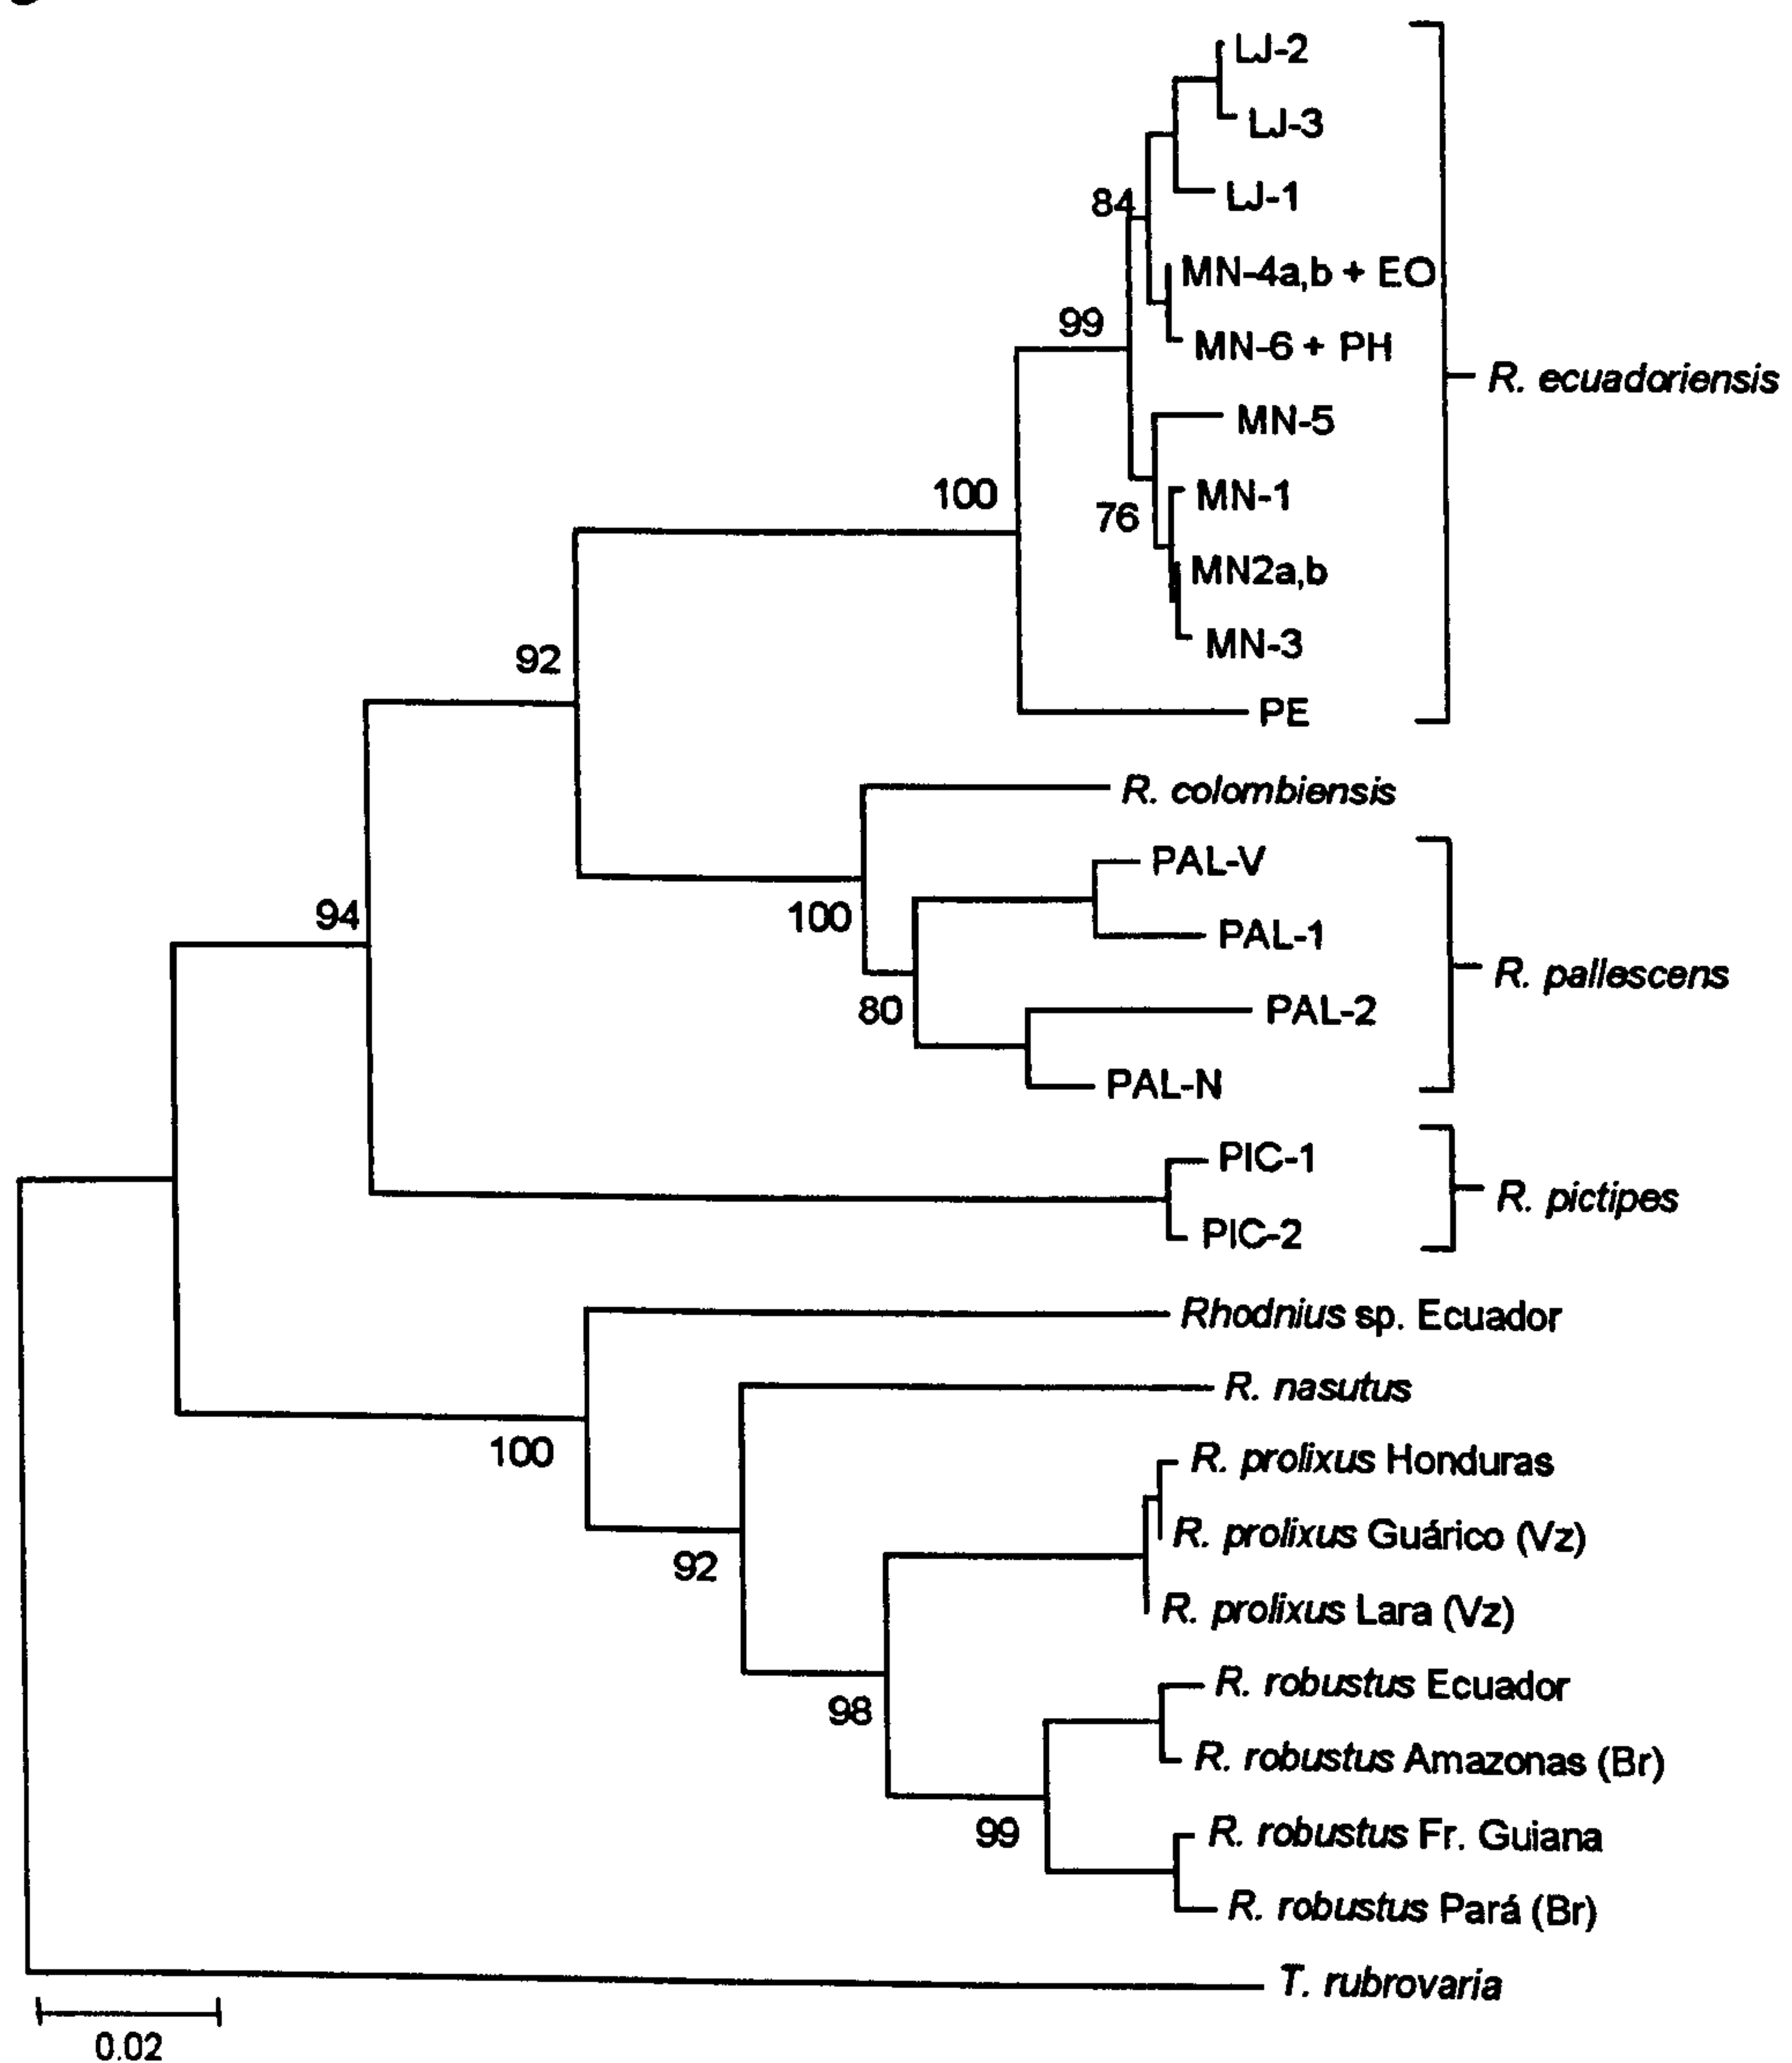 LJ-2
LJ-3
LJ-1
84
MN-4a,b + EO
99
MN-6 + PH
R. ecuadoriensis
MN-5
100
MN-1
76
MN2a,b
MN-3
92
PE
R. colombiensis
PAL-V
94
100
PAL-1
R. pallescens
80
PAL-2
PAL-N
PIC-1
R. pictipes
PIC-2
Rhodnius sp. Ecuador
R. nasutus
100
R. prolixus Honduras
R. prolixus Guárico (Vz)
92
R. prolixus Lara (Vz)
R. robustus Ecuador
98
R. robustus Amazonas (Br)
99
R. robustus Fr. Guiana
R. robustus Pará (Br)
T. rubrovaria
0.02